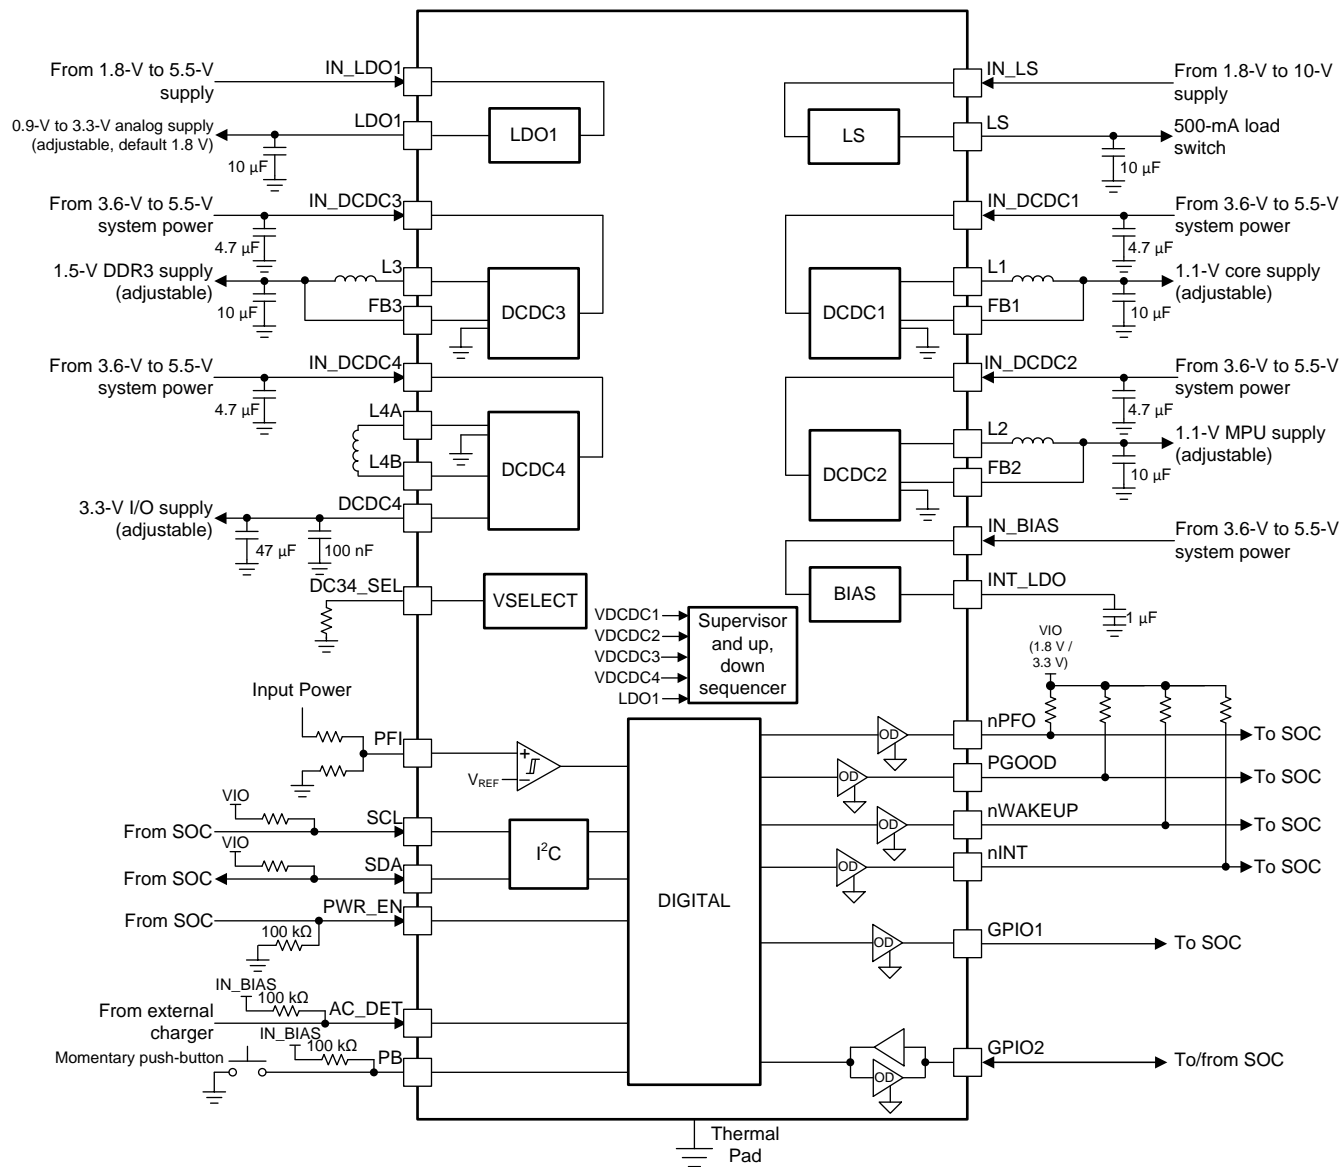 From 1.8-V to 5.5-V
supply
IN_LDO1
0.9-V to 3.3-V analog supply
(adjustable, default 1.8 V)
LDO1
10 µF
LDO1
From 3.6-V to 5.5-V
system power
IN_DCDC3
4.7 µF
1.5-V DDR3 supply
(adjustable)
L3
10 µF
FB3
DCDC3
From 3.6-V to 5.5-V
system power
IN_DCDC4
4.7 µF
L4A
L4B
DCDC4
3.3-V I/O supply
(adjustable)
DCDC4
47 µF
100 nF
DC34_SEL
VSELECT
IN_LS
From 1.8-V to 10-V
supply
LS
LS
500-mA load
switch
10 µF
IN_DCDC1
From 3.6-V to 5.5-V
system power
4.7 µF
L1
1.1-V core supply
(adjustable)
DCDC1
FB1
10 µF
IN_DCDC2
From 3.6-V to 5.5-V
system power
4.7 µF
L2
1.1-V MPU supply
(adjustable)
DCDC2
FB2
10 µF
IN_BIAS
From 3.6-V to 5.5-V
system power
BIAS
INT_LDO
1 µF
VDCDC1
VDCDC2
VDCDC3
VDCDC4
LDO1
Supervisor
and up,
down
sequencer
VIO
(1.8 V /
3.3 V)
Input Power
PFI
+
–
VREF
VIO
From SOC
SCL
VIO
From SOC
SDA
I2C
From SOC
PWR_EN
100 kΩ
IN_BIAS
100 kΩ
From external
charger
AC_DET
IN_BIAS
100 kΩ
Momentary push-button
PB
DIGITAL
OD
nPFO
To SOC
OD
PGOOD
To SOC
OD
nWAKEUP
To SOC
OD
nINT
To SOC
OD
GPIO1
To SOC
OD
GPIO2
To/from SOC
Thermal
Pad